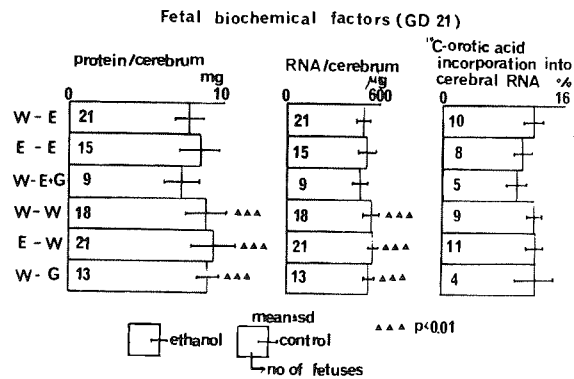 Fetal biochemical factors (GD 21)
protein/cerebrum
mg
0 10
RNA/cerebrum
μg
0 600
¹⁴C-orotic acid
incorporation into
cerebral RNA %
0 16
W-E 21 21 10
E-E 15 15 8
W-E+G 9 9 5
W-W 18 ▵▵▵ 18 ▵▵▵ 9
E-W 21 ▵▵▵ 21 ▵▵▵ 11
W-G 13 ▵▵▵ 13 ▵▵▵ 4
mean±sd
ethanol control ▵▵▵ p<0.01
no of fetuses